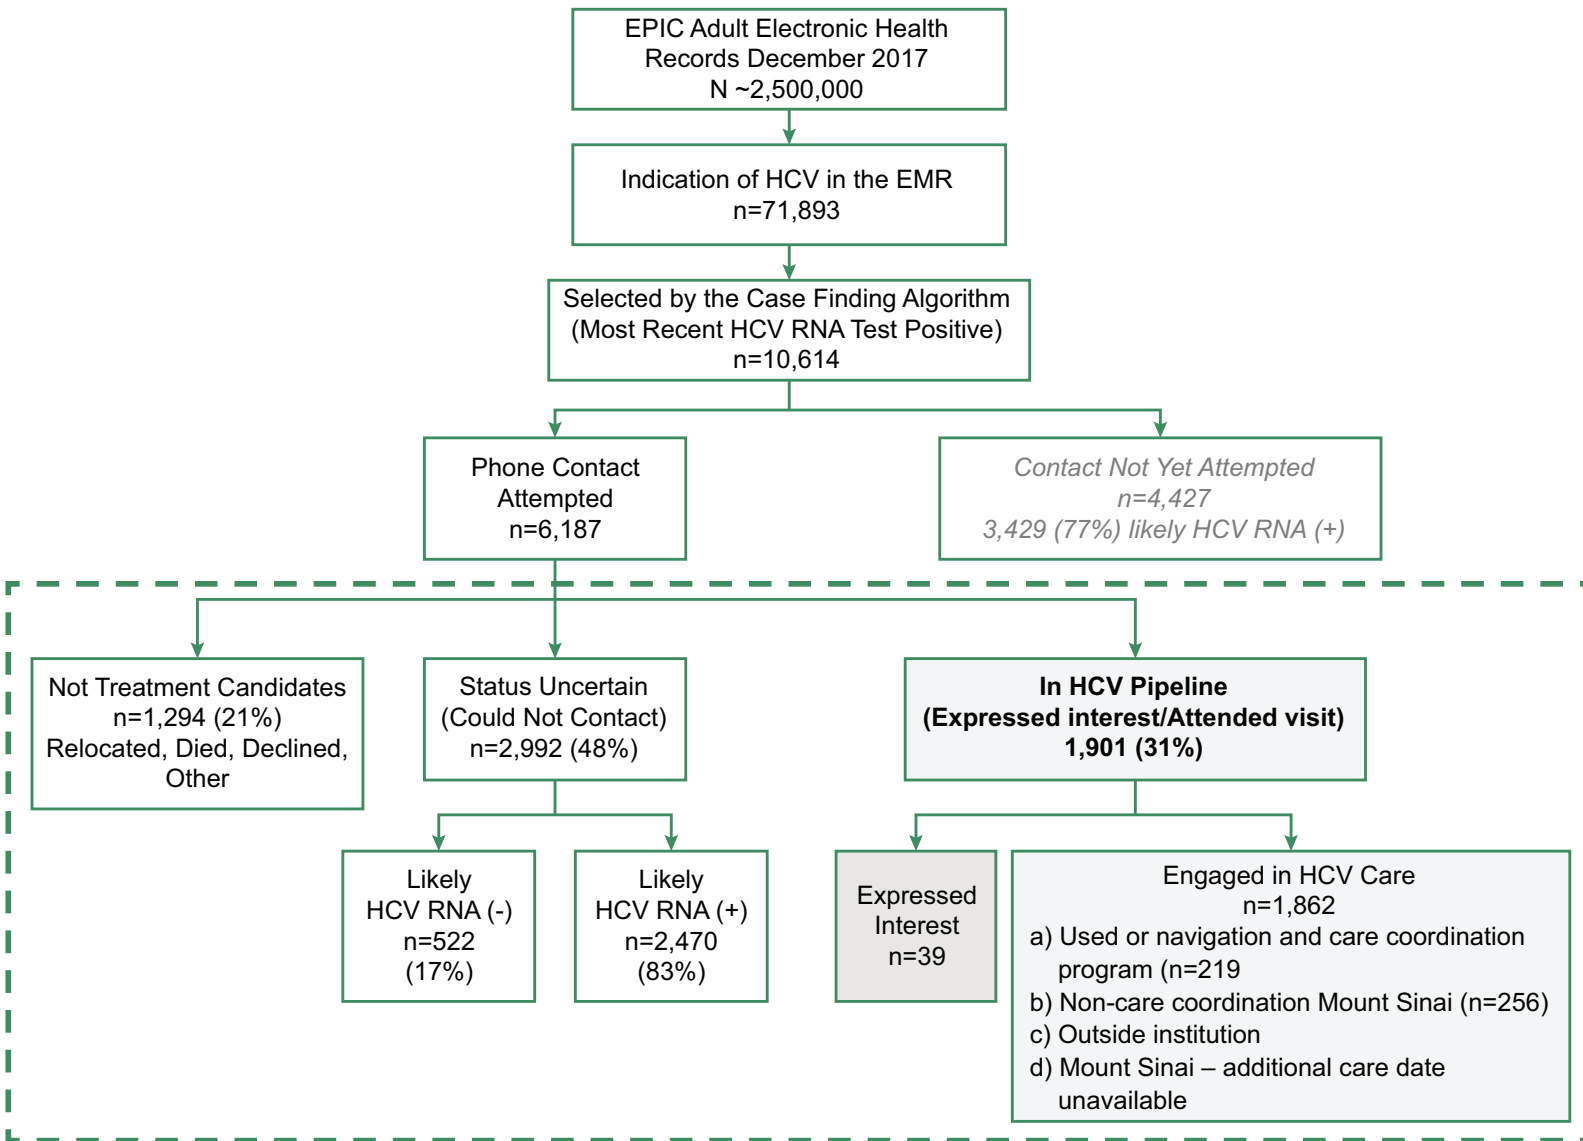 EPIC Adult Electronic Health
Records December 2017
N ~2,500,000
Indication of HCV in the EMR
n=71,893
Selected by the Case Finding Algorithm
(Most Recent HCV RNA Test Positive)
n=10,614
Phone Contact
Attempted
n=6,187
Contact Not Yet Attempted
n=4,427
3,429 (77%) likely HCV RNA (+)
Not Treatment Candidates
n=1,294 (21%)
Relocated, Died, Declined,
Other
Status Uncertain
(Could Not Contact)
n=2,992 (48%)
In HCV Pipeline
(Expressed interest/Attended visit)
1,901 (31%)
Likely
HCV RNA (-)
n=522
(17%)
Likely
HCV RNA (+)
n=2,470
(83%)
Expressed
Interest
n=39
Engaged in HCV Care
n=1,862
a) Used or navigation and care coordination
program (n=219
b) Non-care coordination Mount Sinai (n=256)
c) Outside institution
d) Mount Sinai – additional care date
unavailable